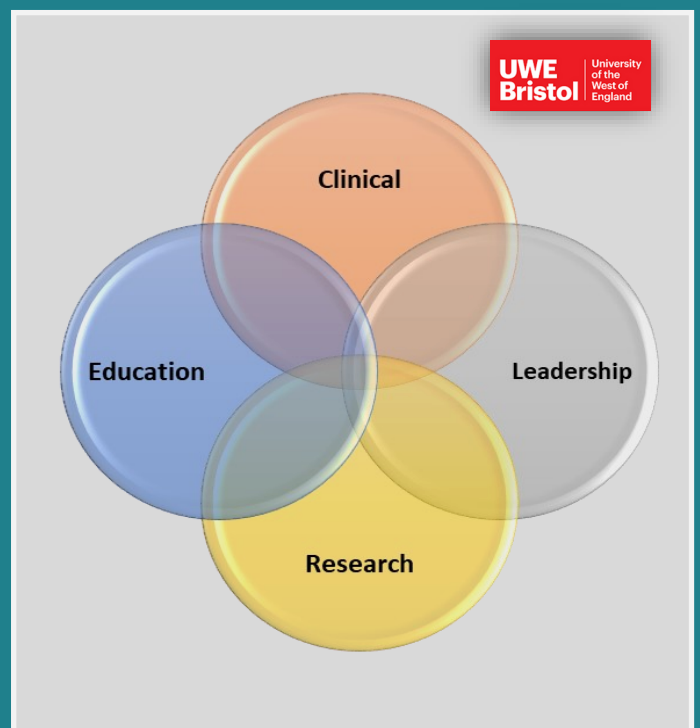 UWE
Bristol
University
of the
West of
England
Clinical
Education
Leadership
Research